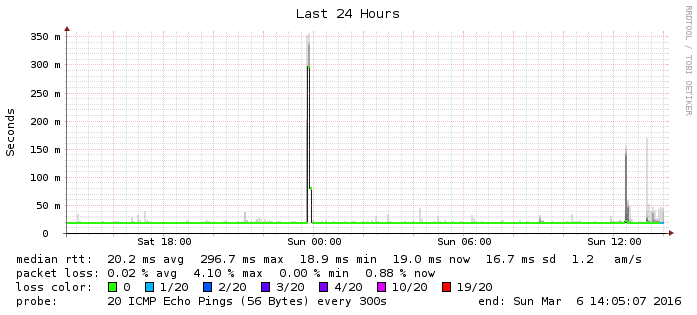 Last 24 Hours
RRDTOOL / TOBI OETIKER
Seconds
350 m
300 m
250 m
200 m
150 m
100 m
50 m
0
Sat 18:00 Sun 00:00 Sun 06:00 Sun 12:00
median rtt: 20.2 ms avg 296.7 ms max 18.9 ms min 19.0 ms now 16.7 ms sd 1.2 am/s
packet loss: 0.02 % avg 4.10 % max 0.00 % min 0.88 % now
loss color: 0 1/20 2/20 3/20 4/20 10/20 19/20
probe: 20 ICMP Echo Pings (56 Bytes) every 300s end: Sun Mar 6 14:05:07 2016